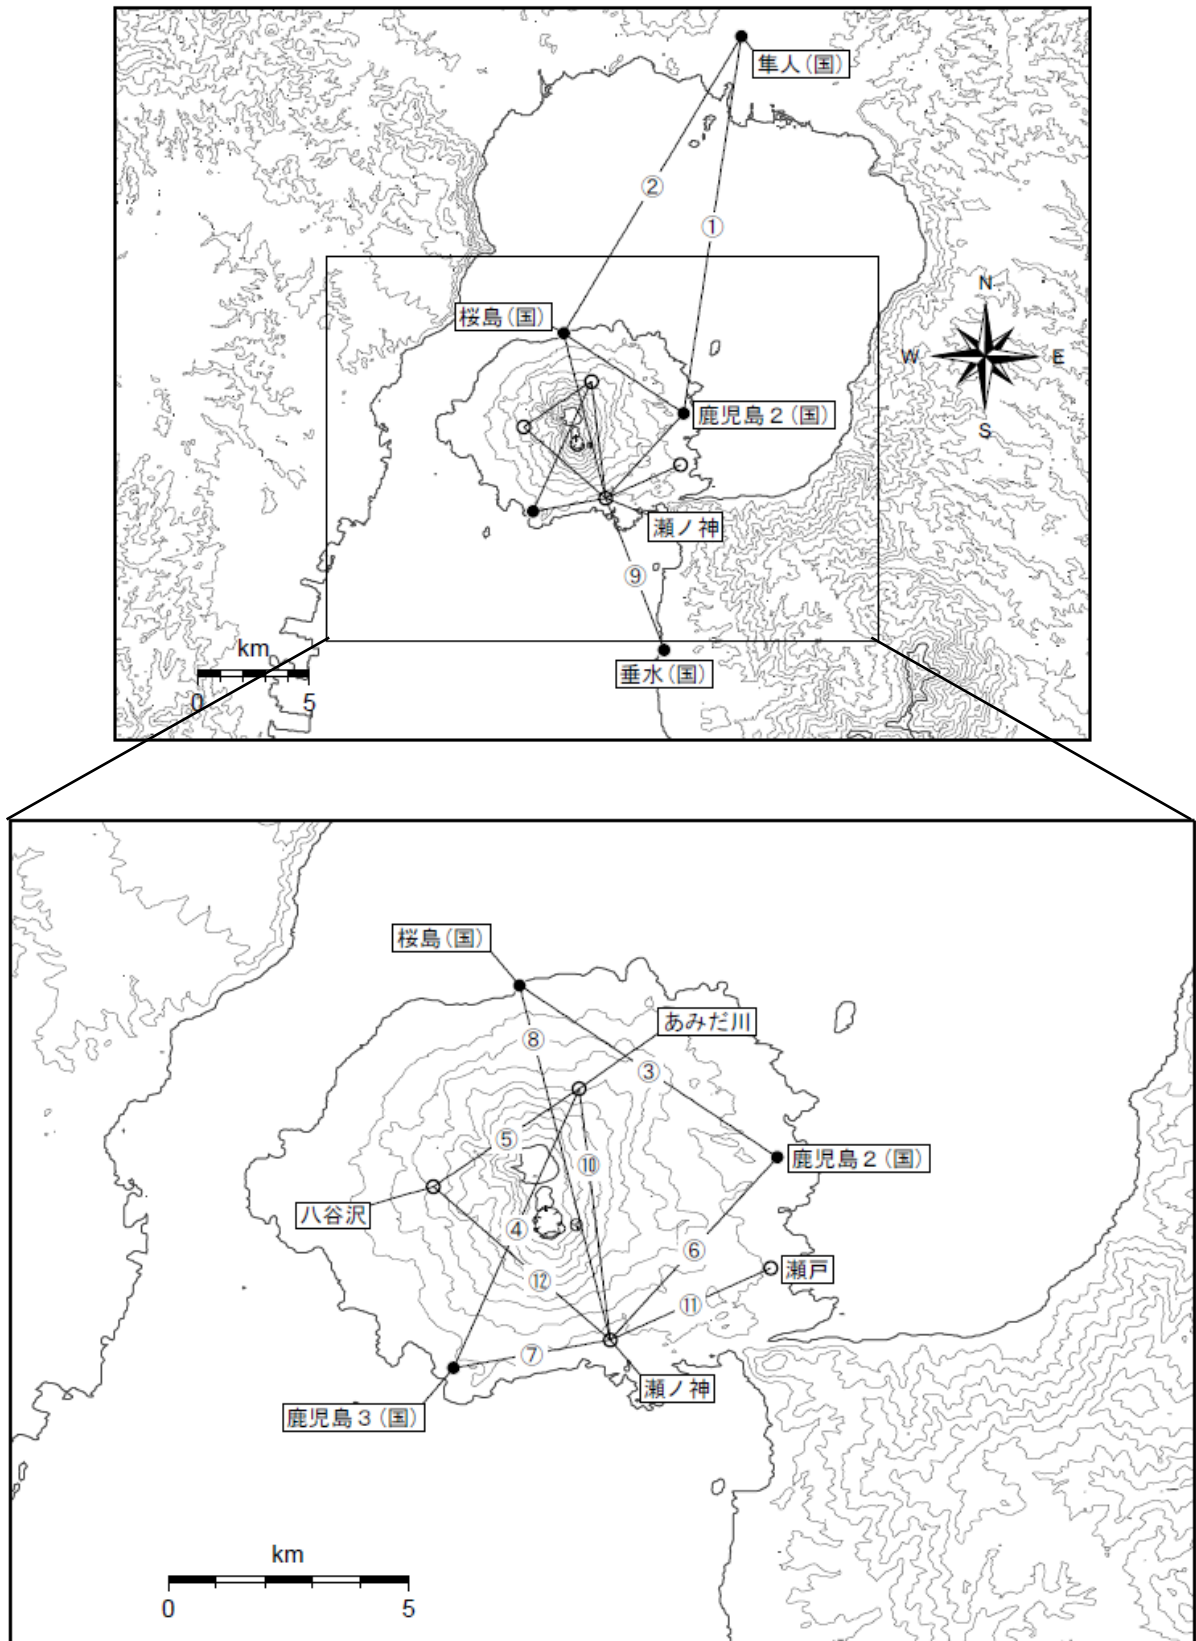 隼人(国)
②
①
N
桜島(国)
W
E
鹿児島2(国)
S
瀬ノ神
⑨
km
垂水(国)
0
5
桜島(国)
あみだ川
⑧
③
⑤
⑩
鹿児島2(国)
八谷沢
④
⑥
瀬戸
⑫
⑪
⑦
瀬ノ神
鹿児島3(国)
km
0
5